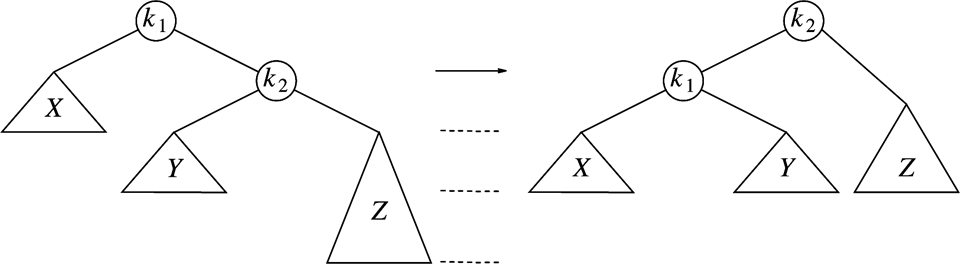 k₁ k₂
k₂ k₁
X X Y
Y Z
Z